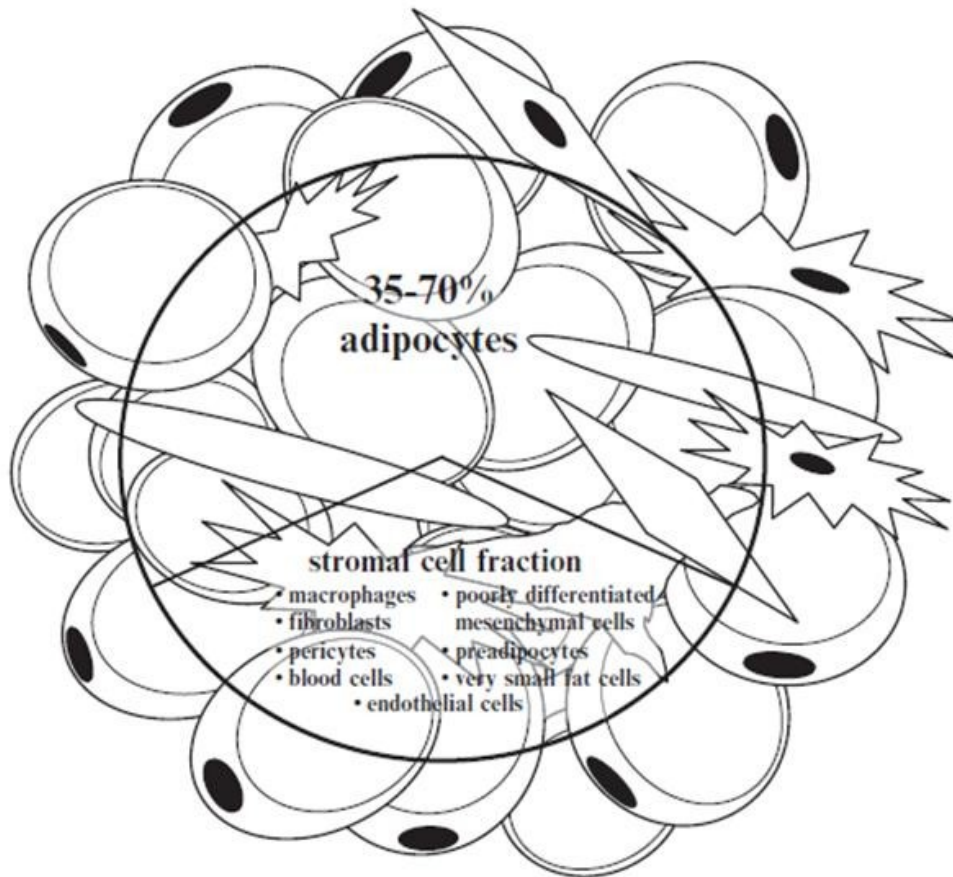 35-70%
adipocytes
stromal cell fraction
• macrophages
• fibroblasts
• pericytes
• blood cells
• poorly differentiated
mesenchymal cells
• preadipocytes
• very small fat cells
• endothelial cells